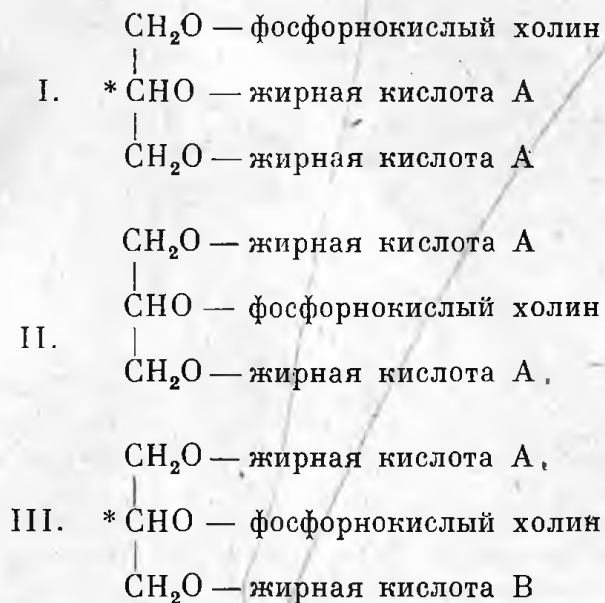 CH₂O — фосфорнокислый холин
I. *CHO — жирная кислота A
CH₂O — жирная кислота A
CH₂O — жирная кислота A
II. CHO — фосфорнокислый холин
CH₂O — жирная кислота A.
CH₂O — жирная кислота A,
III. *CHO — фосфорнокислый холин
CH₂O — жирная кислота B